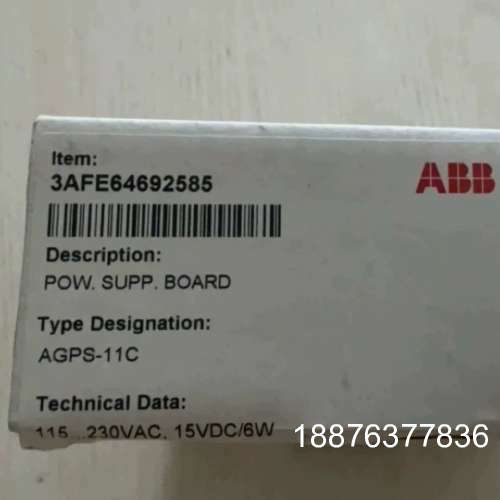 Item:
3AFE64692585
ABB
Description:
POW. SUPP. BOARD
Type Designation:
AGPS-11C
Technical Data:
115...230VAC, 15VDC/6W
18876377836